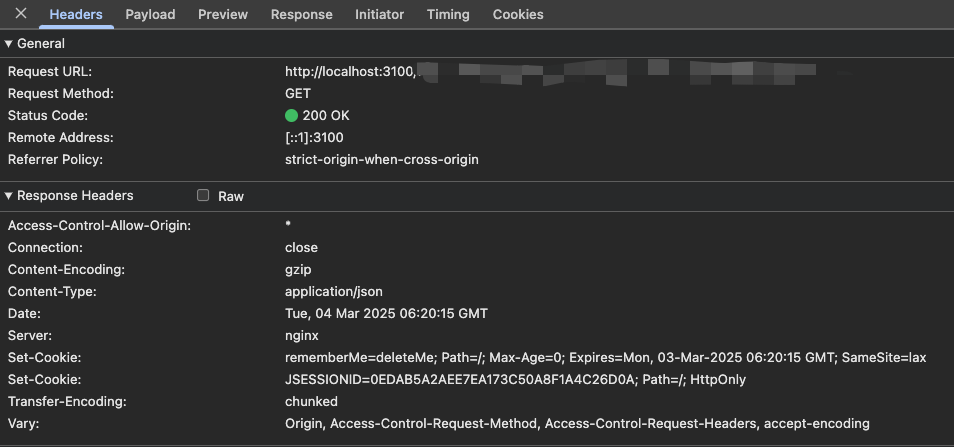 Headers Payload Preview Response Initiator Timing Cookies
General
Request URL: http://localhost:3100
Request Method: GET
Status Code: 200 OK
Remote Address: [::1]:3100
Referrer Policy: strict-origin-when-cross-origin
Response Headers Raw
Access-Control-Allow-Origin: *
Connection: close
Content-Encoding: gzip
Content-Type: application/json
Date: Tue, 04 Mar 2025 06:20:15 GMT
Server: nginx
Set-Cookie: rememberMe=deleteMe; Path=/; Max-Age=0; Expires=Mon, 03-Mar-2025 06:20:15 GMT; SameSite=lax
Set-Cookie: JSESSIONID=0EDAB5A2AEE7EA173C50A8F1A4C26D0A; Path=/; HttpOnly
Transfer-Encoding: chunked
Vary: Origin, Access-Control-Request-Method, Access-Control-Request-Headers, accept-encoding